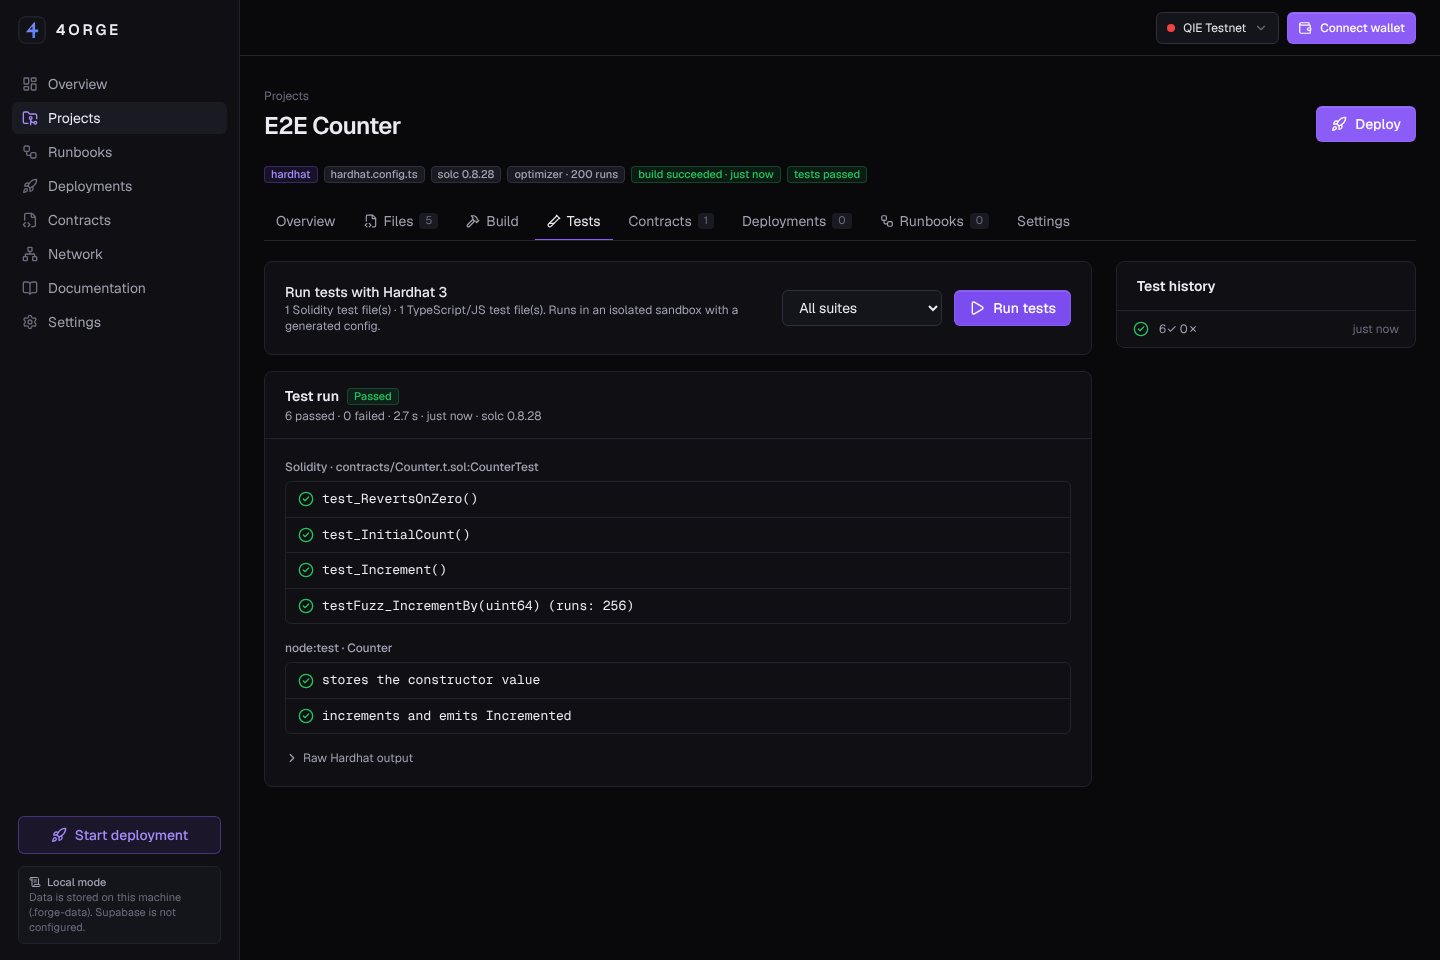 4ORGE
Overview
Projects
Runbooks
Deployments
Contracts
Network
Documentation
Settings
Start deployment
Local mode
Data is stored on this machine
(.forge-data). Supabase is not
configured.
QIE Testnet
Connect wallet
Projects
E2E Counter
Deploy
hardhat hardhat.config.ts solc 0.8.28 optimizer · 200 runs build succeeded · just now tests passed
Overview Files 5 Build Tests Contracts 1 Deployments 0 Runbooks 0 Settings
Run tests with Hardhat 3
1 Solidity test file(s) · 1 TypeScript/JS test file(s). Runs in an isolated sandbox with a
generated config.
All suites
Run tests
Test run Passed
6 passed · 0 failed · 2.7 s · just now · solc 0.8.28
Solidity · contracts/Counter.t.sol:CounterTest
test_RevertsOnZero()
test_InitialCount()
test_Increment()
testFuzz_IncrementBy(uint64) (runs: 256)
node:test · Counter
stores the constructor value
increments and emits Incremented
Raw Hardhat output
Test history
6✓ 0× just now